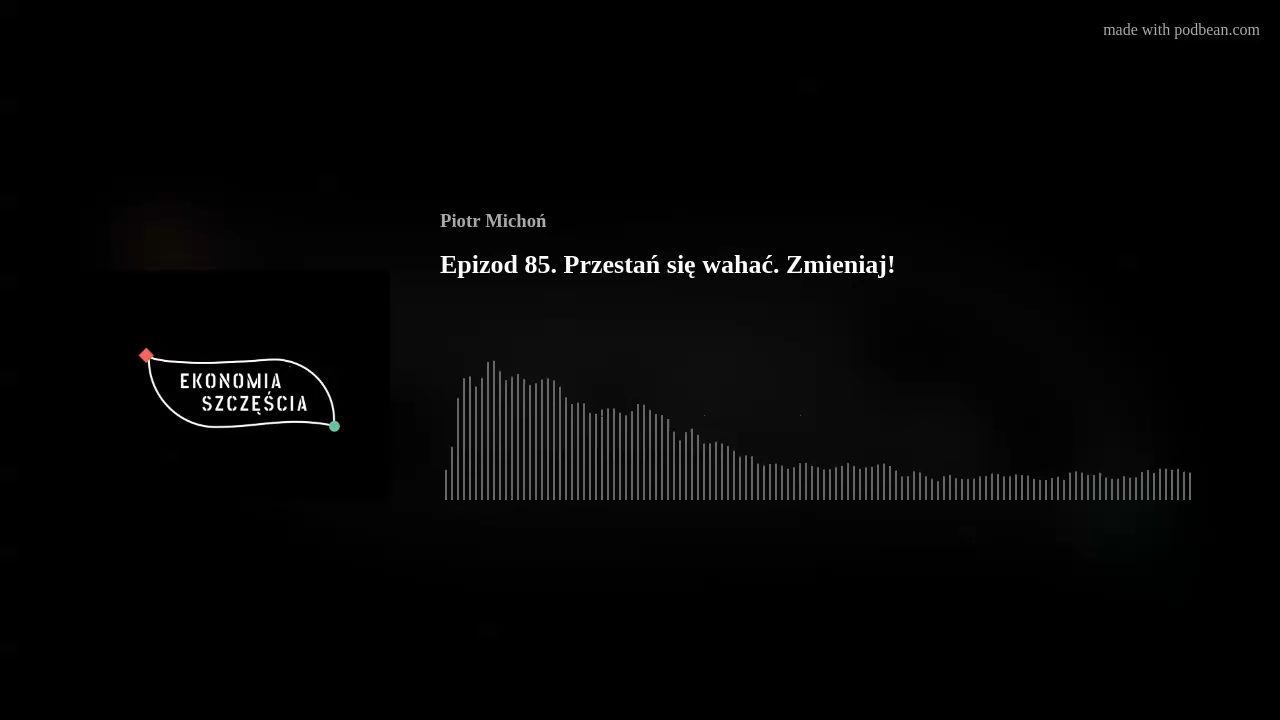 made with podbean.com
Piotr Michoń
Epizod 85. Przestań się wahać. Zmieniaj!
EKONOMIA
SZCZĘŚCIA